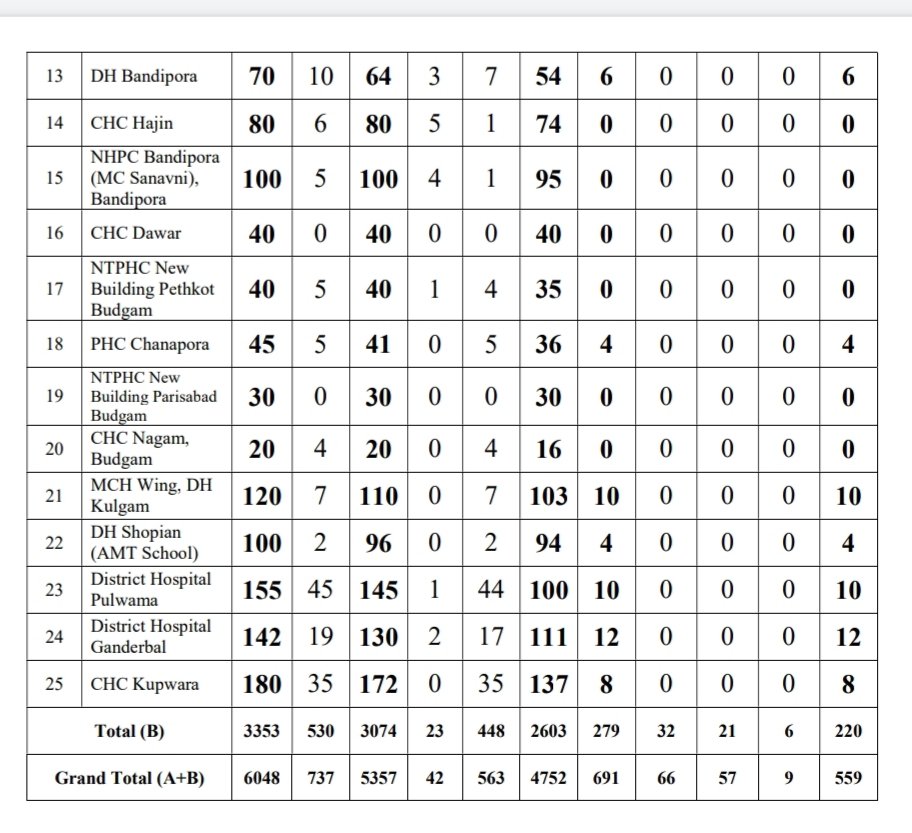 13 DH Bandipora 70 10 64 3 7 54 6 0 0 0 6
14 CHC Hajin 80 6 80 5 1 74 0 0 0 0 0
NHPC Bandipora
15 (MC Sanavni), 100 5 100 4 1 95 0 0 0 0 0
Bandipora
16 CHC Dawar 40 0 40 0 0 40 0 0 0 0 0
NTPHC New
17 Building Pethkot 40 5 40 1 4 35 0 0 0 0 0
Budgam
18 PHC Chanapora 45 5 41 0 5 36 4 0 0 0 4
NTPHC New
19 Building Parisabad 30 0 30 0 0 30 0 0 0 0 0
Budgam
20 CHC Nagam, 20 4 20 0 4 16 0 0 0 0 0
Budgam
21 MCH Wing, DH 120 7 110 0 7 103 10 0 0 0 10
Kulgam
22 DH Shopian 100 2 96 0 2 94 4 0 0 0 4
(AMT School)
23 District Hospital 155 45 145 1 44 100 10 0 0 0 10
Pulwama
24 District Hospital 142 19 130 2 17 111 12 0 0 0 12
Ganderbal
25 CHC Kupwara 180 35 172 0 35 137 8 0 0 0 8
Total (B) 3353 530 3074 23 448 2603 279 32 21 6 220
Grand Total (A+B) 6048 737 5357 42 563 4752 691 66 57 9 559